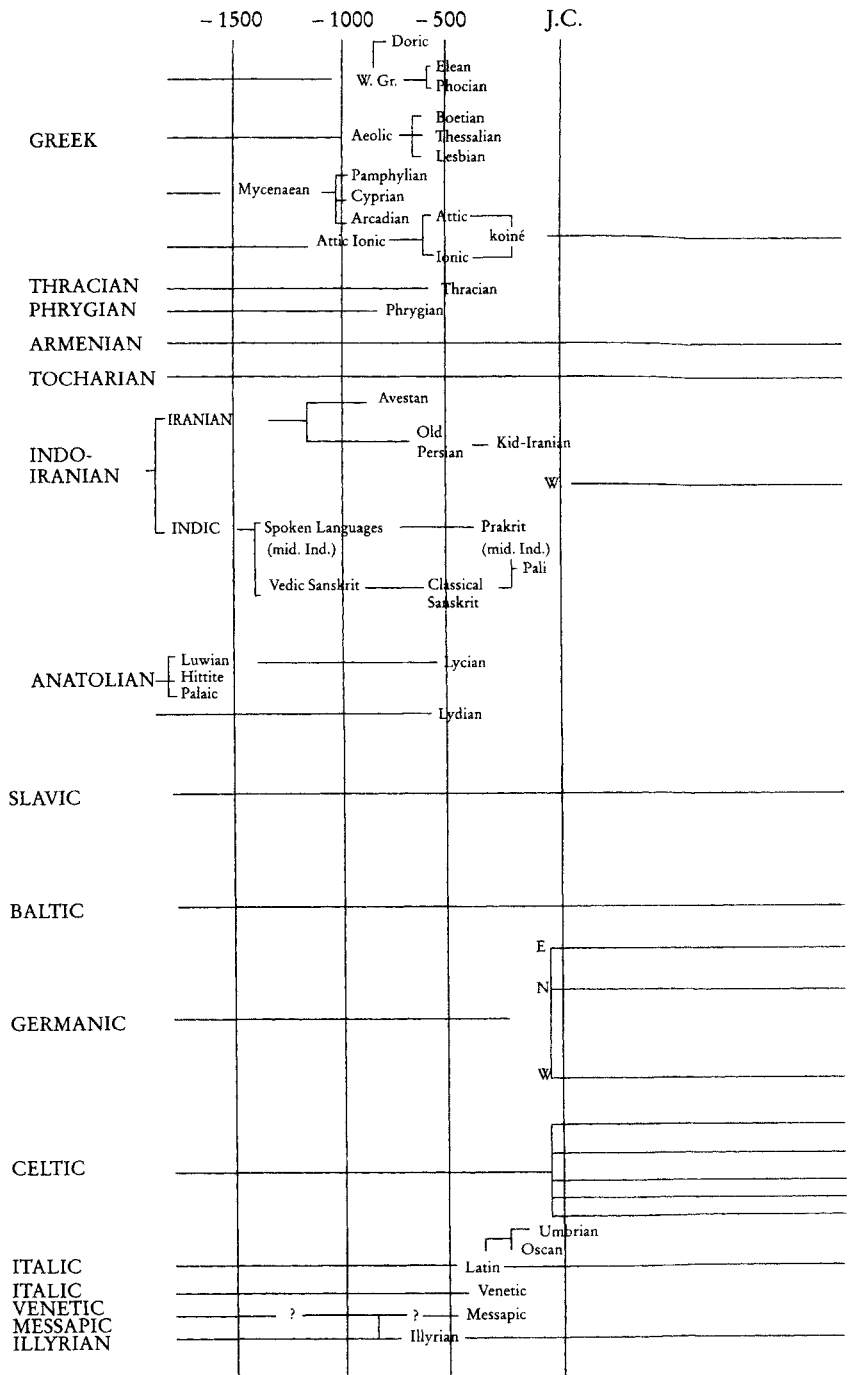 – 1500 – 1000 – 500 J.C.
Doric
W. Gr.
Elean
Phocian
GREEK
Aeolic
Boetian
Thessalian
Lesbian
Mycenaean
Pamphylian
Cyprian
Arcadian
Attic Ionic
Attic
Ionic
koiné
THRACIAN
Thracian
PHRYGIAN
Phrygian
ARMENIAN
TOCHARIAN
INDO-
IRANIAN
IRANIAN
Avestan
Old
Persian
Kid-Iranian
W
INDIC
Spoken Languages
(mid. Ind.)
Prakrit
(mid. Ind.)
Pali
Vedic Sanskrit
Classical
Sanskrit
ANATOLIAN
Luwian
Hittite
Palaic
Lycian
Lydian
SLAVIC
BALTIC
GERMANIC
E
N
W
CELTIC
Umbrian
Oscan
ITALIC
Latin
ITALIC
Venetic
VENETIC
MESSAPIC
? ? Messapic
ILLYRIAN
Illyrian